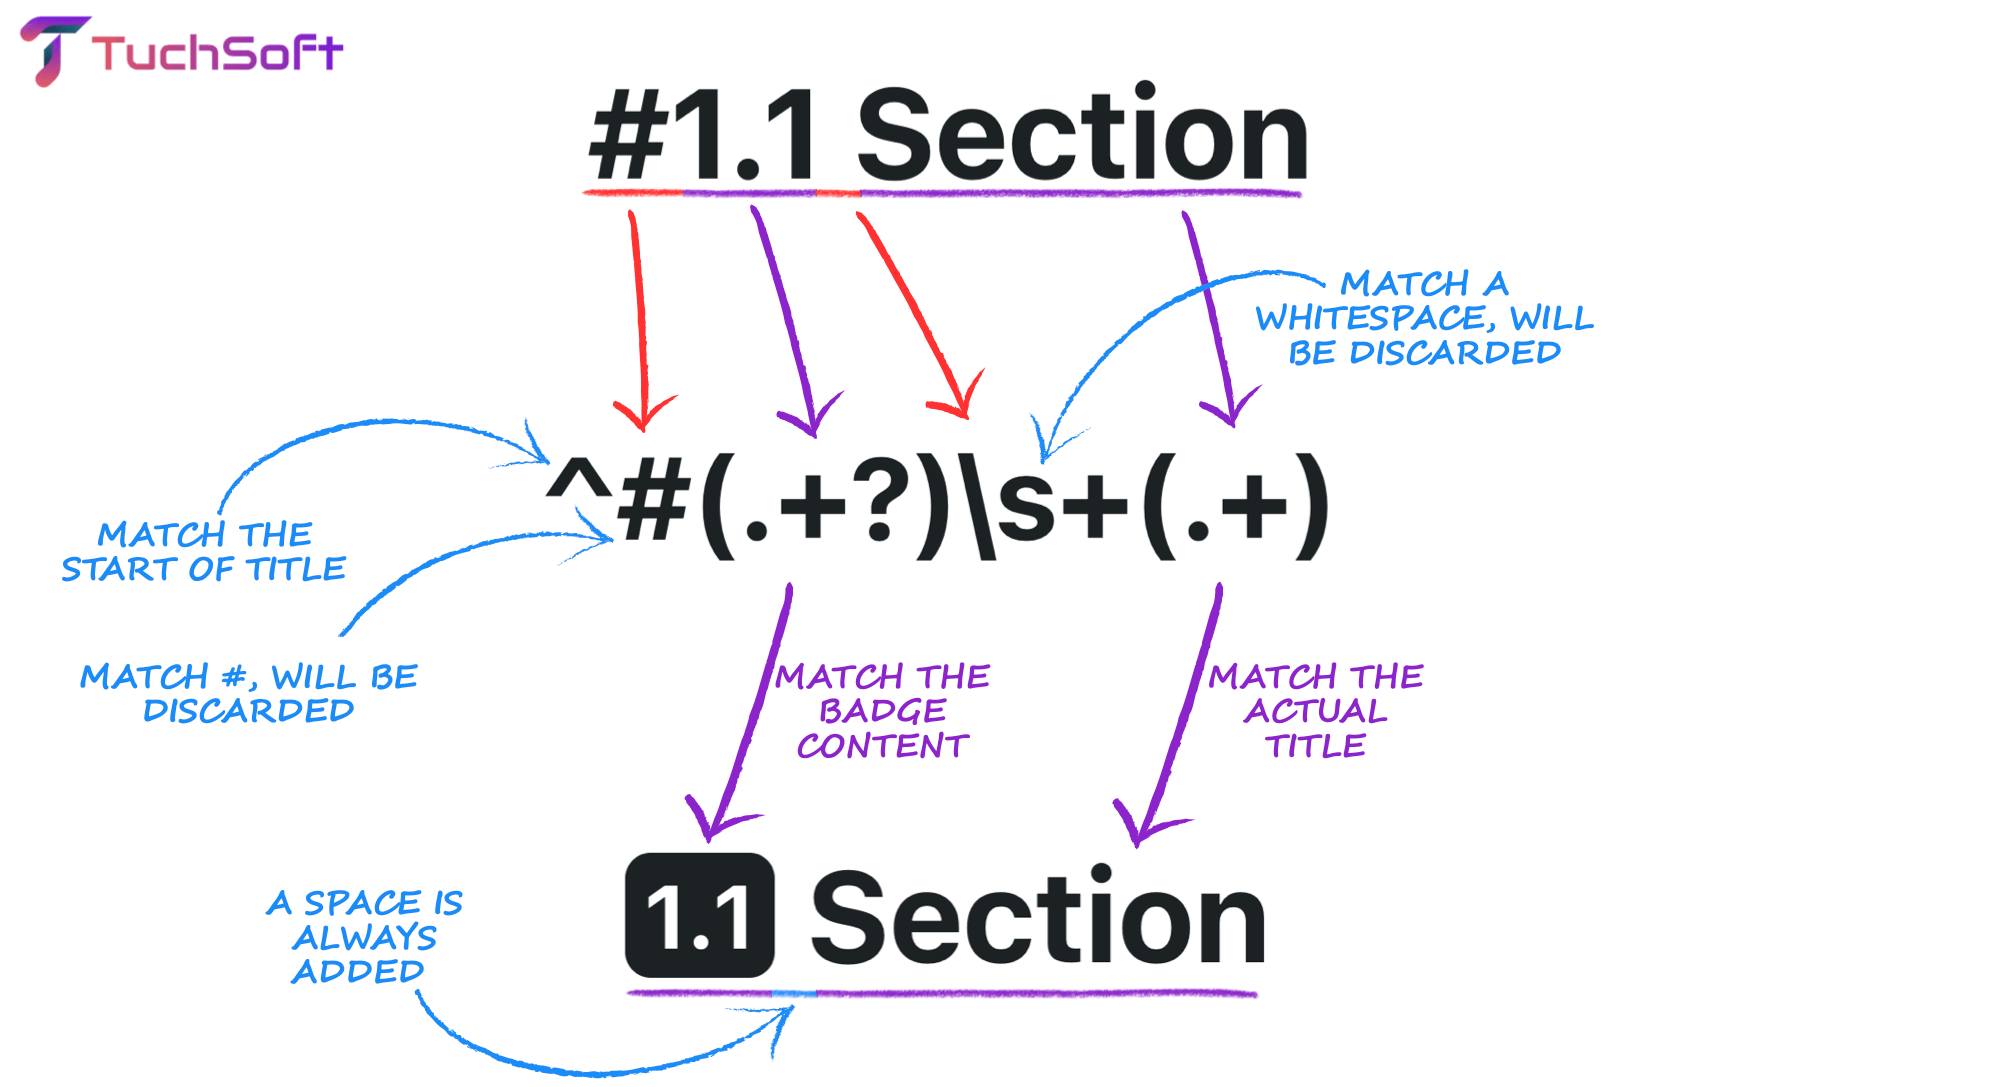 TuchSoft
#1.1 Section
MATCH A
WHITESPACE, WILL
BE DISCARDED
^#(.+?)\s+(.+)
MATCH THE
START OF TITLE
MATCH #, WILL BE
DISCARDED
MATCH THE
BADGE
CONTENT
MATCH THE
ACTUAL
TITLE
1.1 Section
A SPACE IS
ALWAYS
ADDED